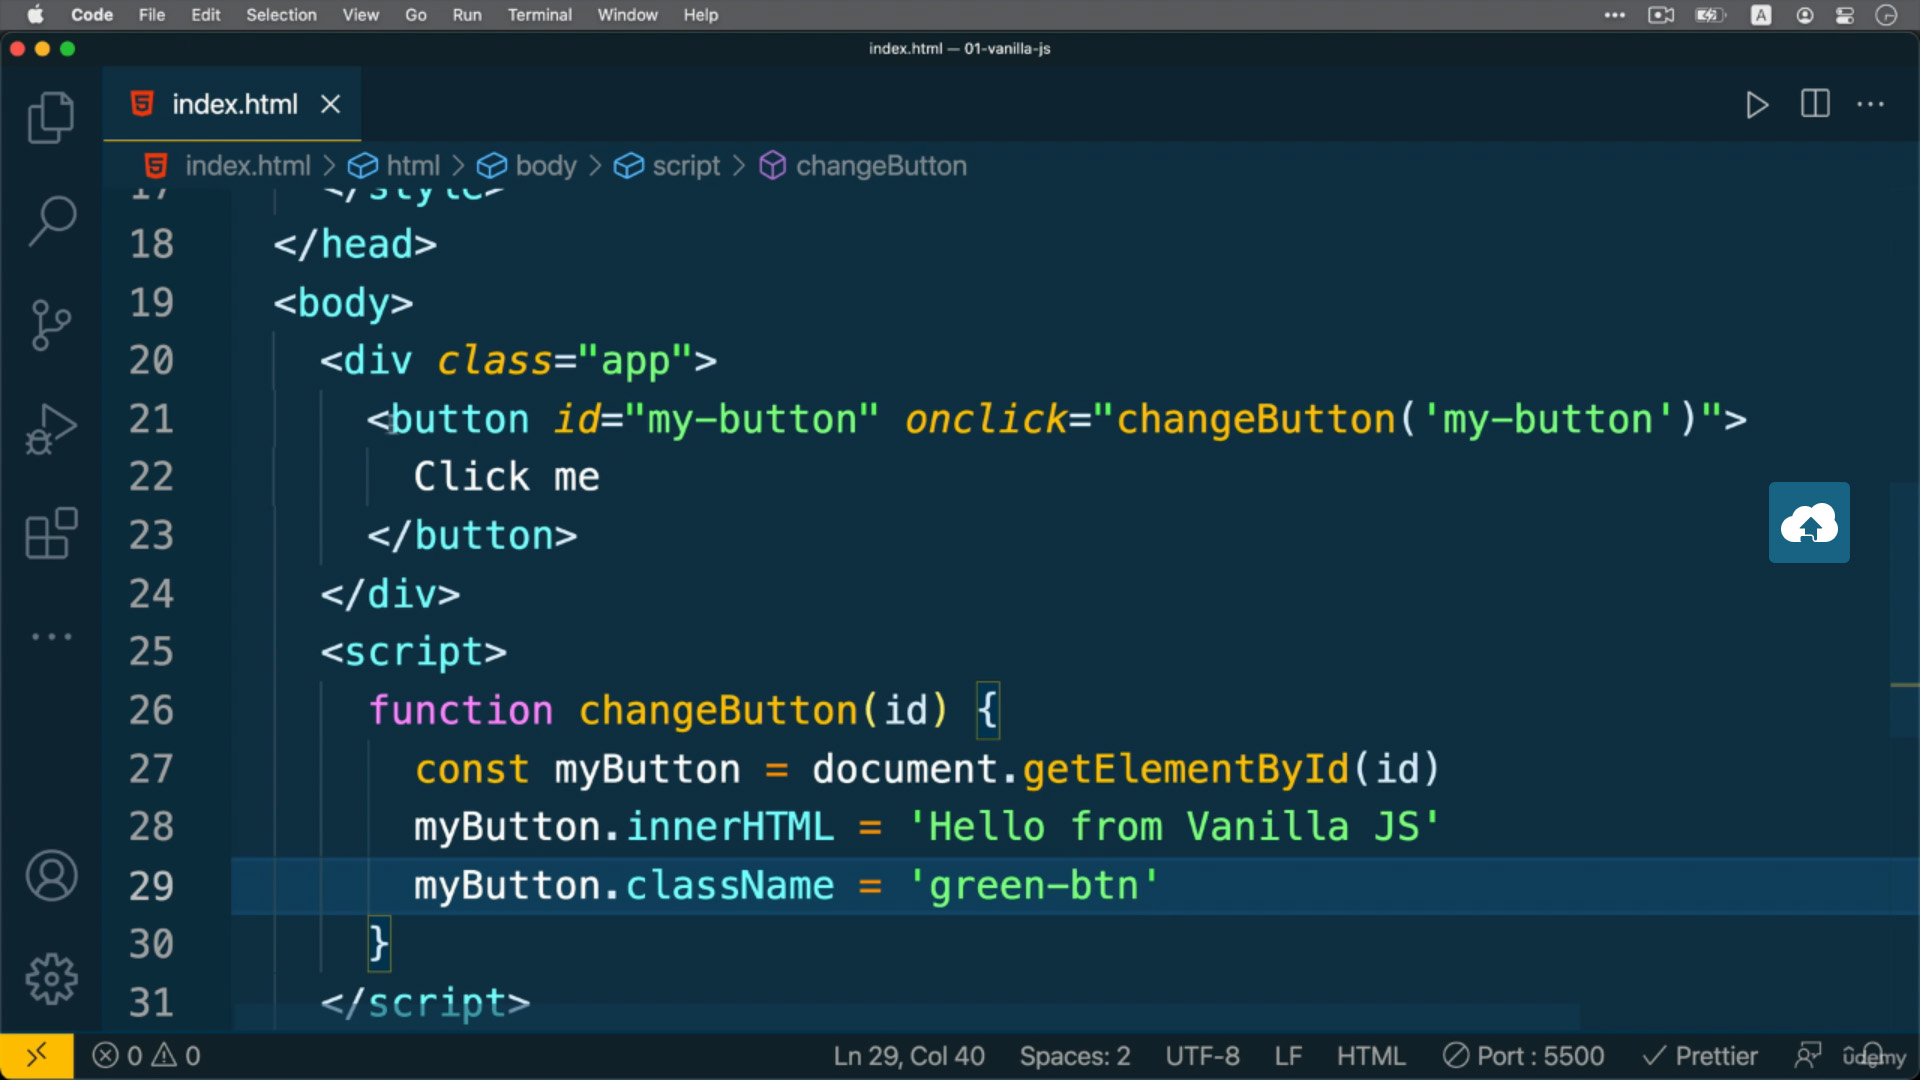 Code File Edit Selection View Go Run Terminal Window Help A
index.html — 01-vanilla-js
index.html
index.html > html > body > script > changeButton
17 </style>
18 </head>
19 <body>
20 <div class="app">
21 <button id="my-button" onclick="changeButton('my-button')">
22 Click me
23 </button>
24 </div>
25 <script>
26 function changeButton(id) {
27 const myButton = document.getElementById(id)
28 myButton.innerHTML = 'Hello from Vanilla JS'
29 myButton.className = 'green-btn'
30 }
31 </script>
0 0 Ln 29, Col 40 Spaces: 2 UTF-8 LF HTML Port : 5500 Prettier udemy